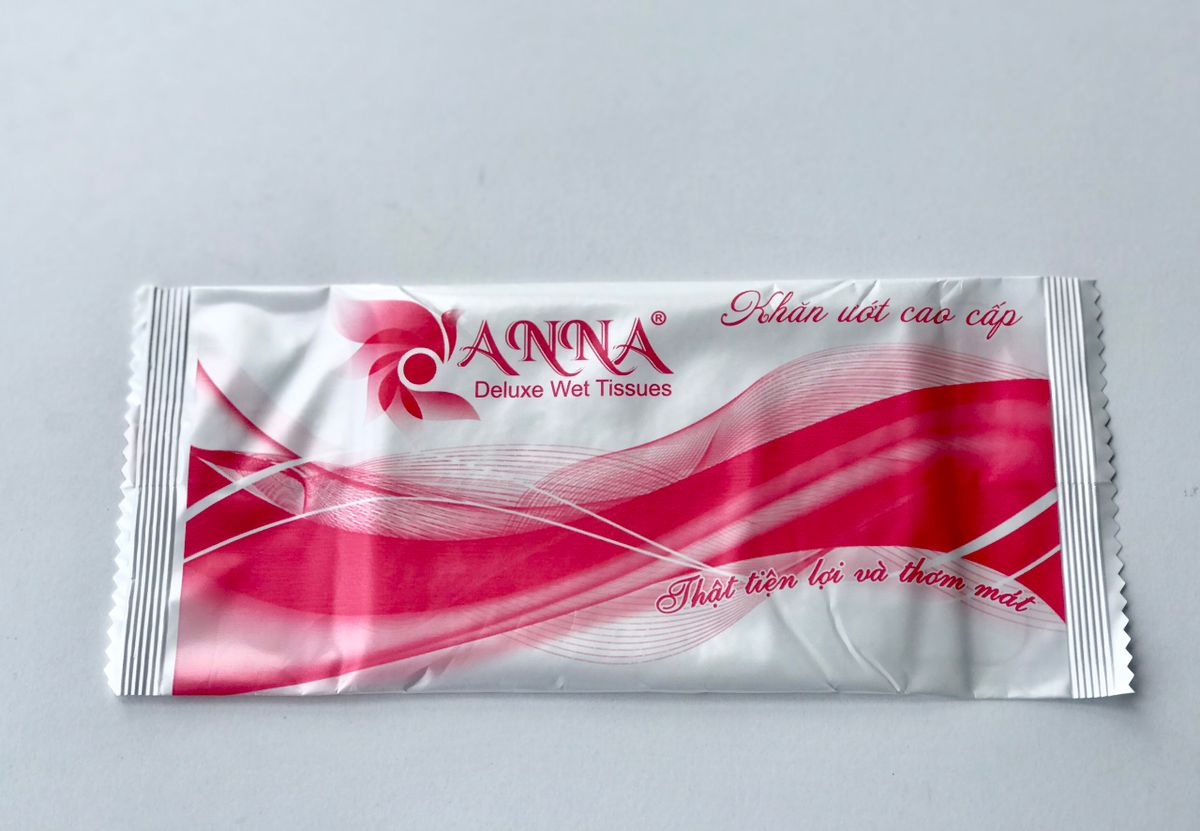 ANNA®
Deluxe Wet Tissues
Khăn ướt cao cấp
Thật tiện lợi và thơm mát